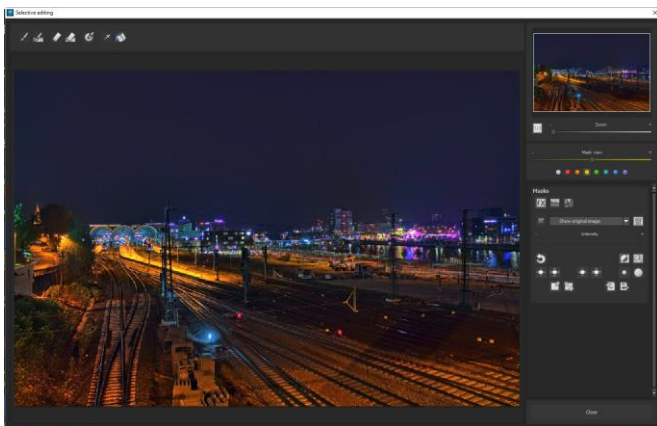 Selective editing
Zoom
Mask view
Masks
Show original image
Intensity
Close